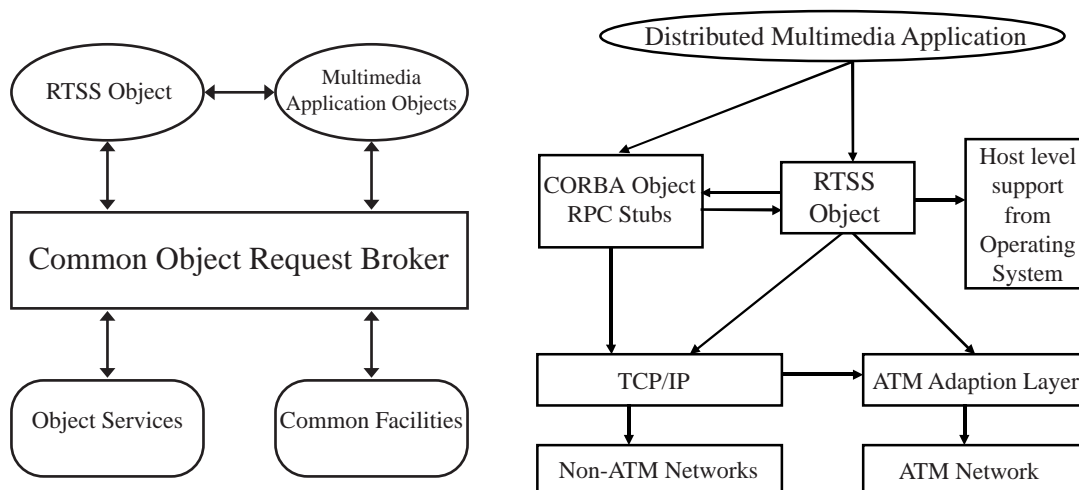 RTSS Object
Multimedia
Application Objects
Common Object Request Broker
Object Services
Common Facilities
Distributed Multimedia Application
CORBA Object
RPC Stubs
RTSS
Object
Host level
support
from
Operating
System
TCP/IP
ATM Adaption Layer
Non-ATM Networks
ATM Network